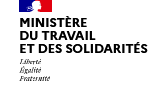 MINISTÈRE
DU TRAVAIL
ET DES SOLIDARITÉS
Liberté
Égalité
Fraternité